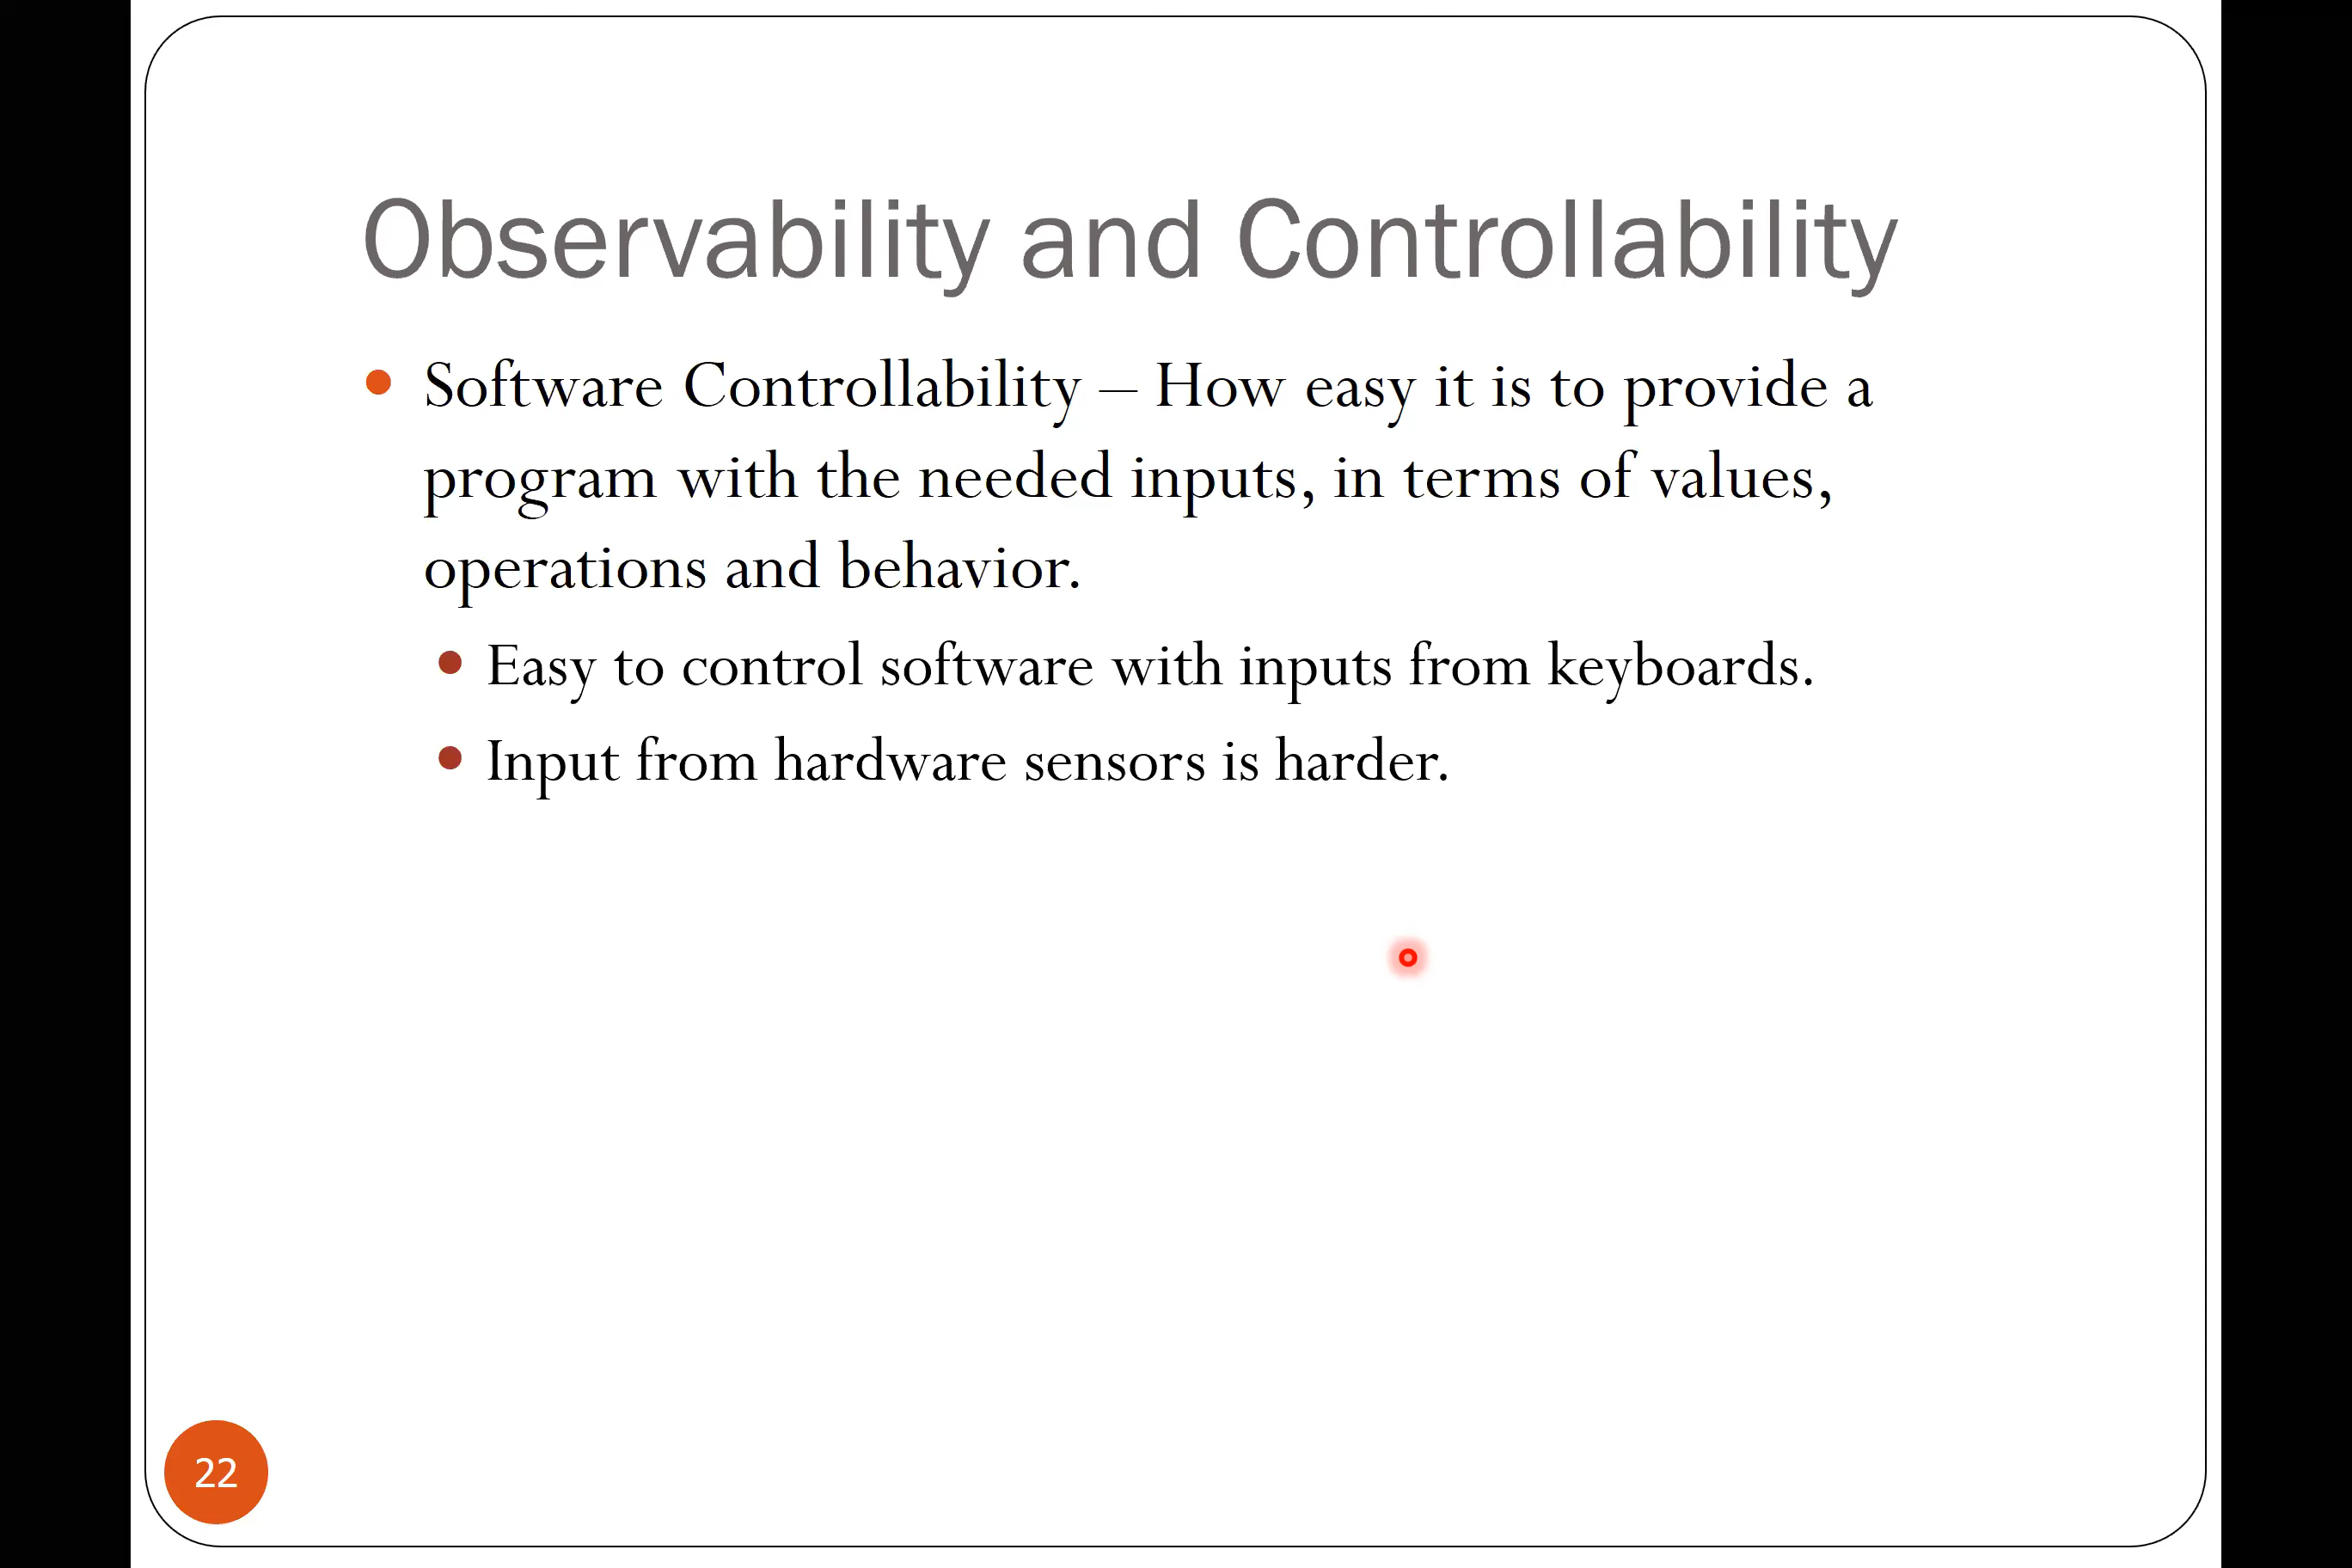 Observability and Controllability
• Software Controllability – How easy it is to provide a
program with the needed inputs, in terms of values,
operations and behavior.
• Easy to control software with inputs from keyboards.
• Input from hardware sensors is harder.
22